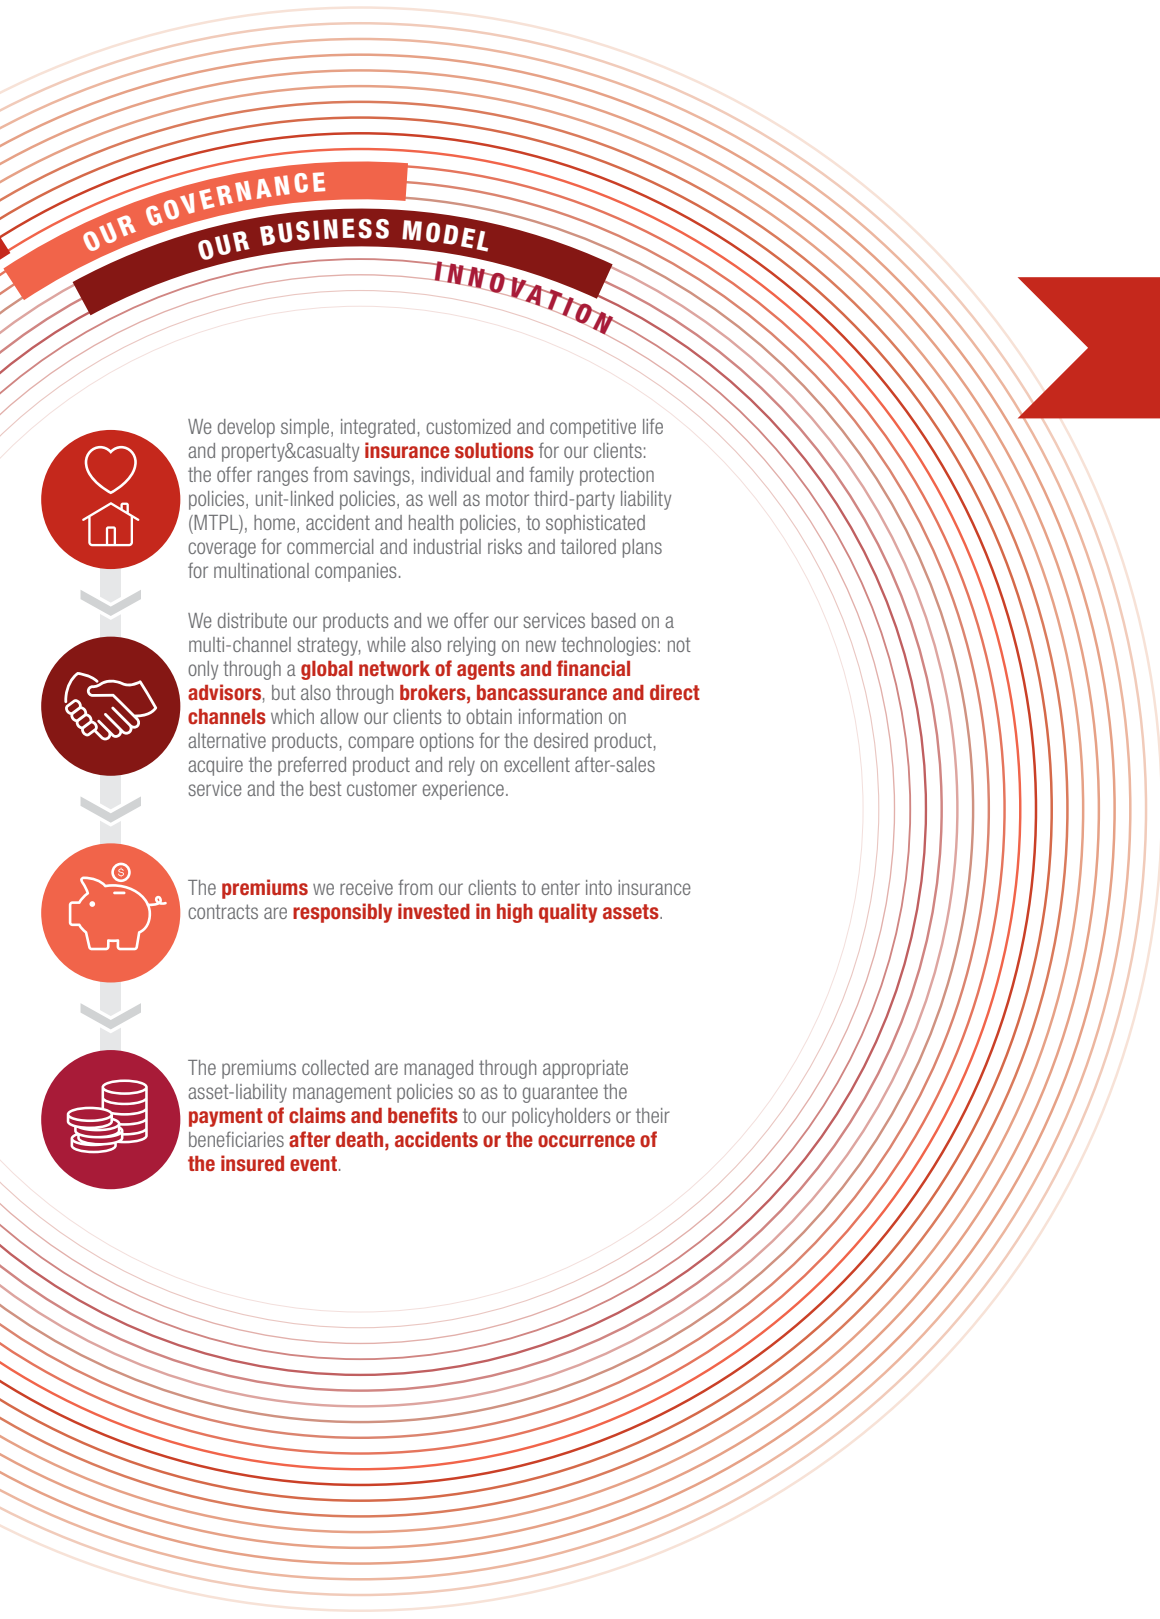 OUR GOVERNANCE
OUR BUSINESS MODEL
INNOVATION
We develop simple, integrated, customized and competitive life
and property&casualty insurance solutions for our clients:
the offer ranges from savings, individual and family protection
policies, unit-linked policies, as well as motor third-party liability
(MTPL), home, accident and health policies, to sophisticated
coverage for commercial and industrial risks and tailored plans
for multinational companies.
We distribute our products and we offer our services based on a
multi-channel strategy, while also relying on new technologies: not
only through a global network of agents and financial
advisors, but also through brokers, bancassurance and direct
channels which allow our clients to obtain information on
alternative products, compare options for the desired product,
acquire the preferred product and rely on excellent after-sales
service and the best customer experience.
$
The premiums we receive from our clients to enter into insurance
contracts are responsibly invested in high quality assets.
The premiums collected are managed through appropriate
asset-liability management policies so as to guarantee the
payment of claims and benefits to our policyholders or their
beneficiaries after death, accidents or the occurrence of
the insured event.